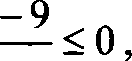 -9
— ≤ 0 ,